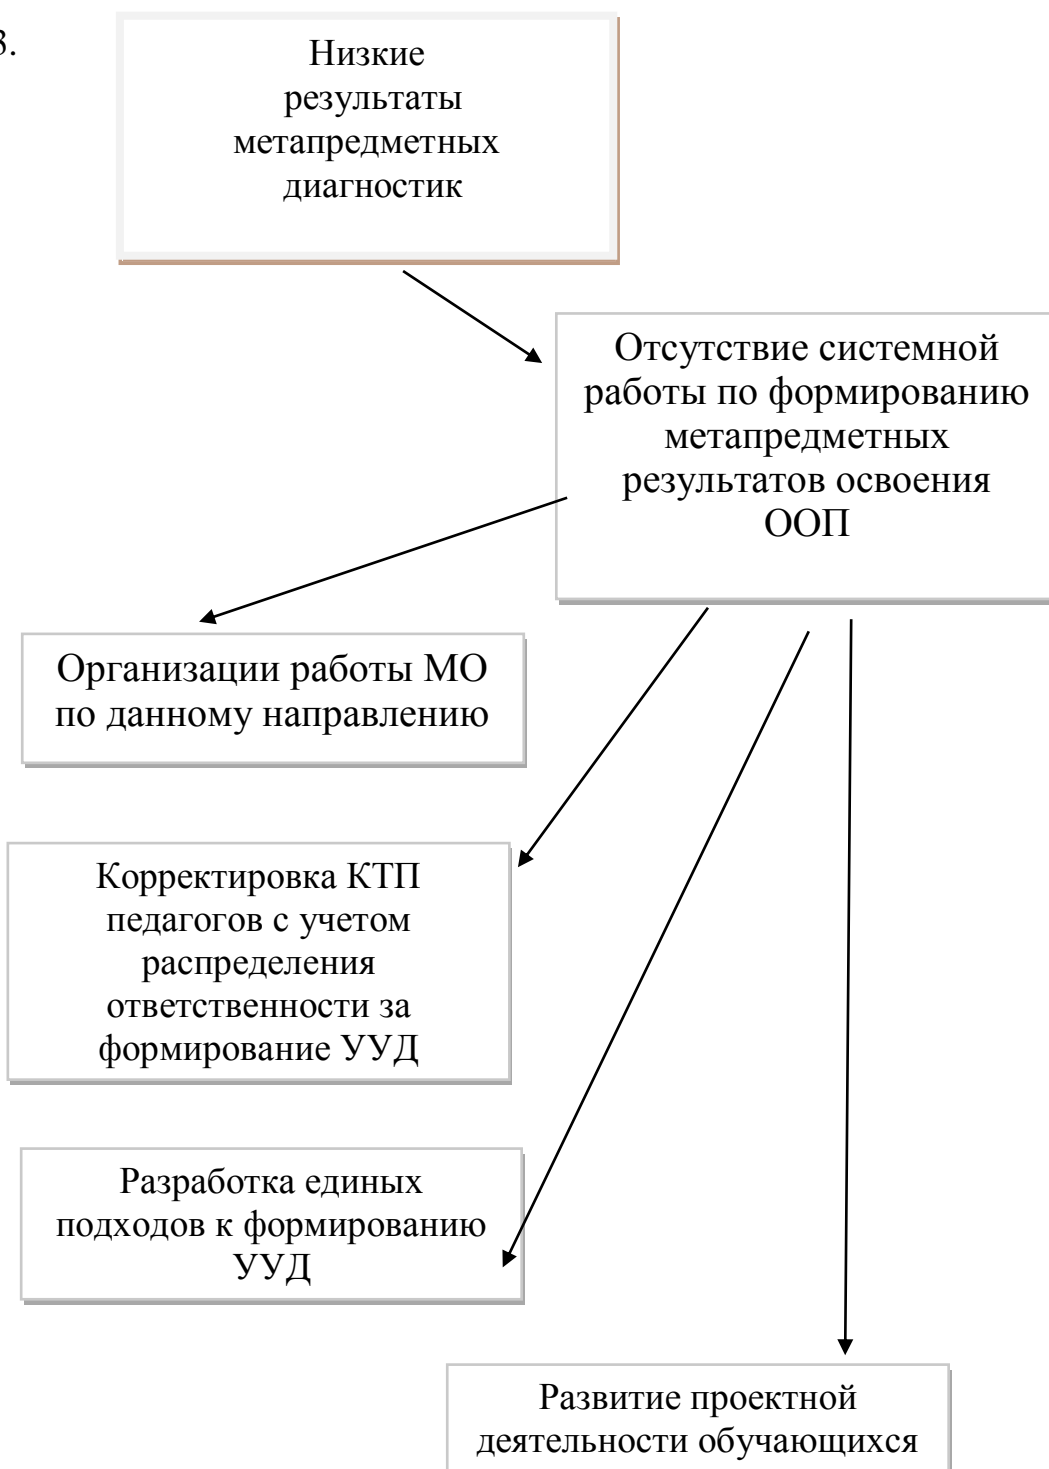 3.
Низкие
результаты
метапредметных
диагностик
Отсутствие системной
работы по формированию
метапредметных
результатов освоения
ООП
Организации работы МО
по данному направлению
Корректировка КТП
педагогов с учетом
распределения
ответственности за
формирование УУД
Разработка единых
подходов к формированию
УУД
Развитие проектной
деятельности обучающихся